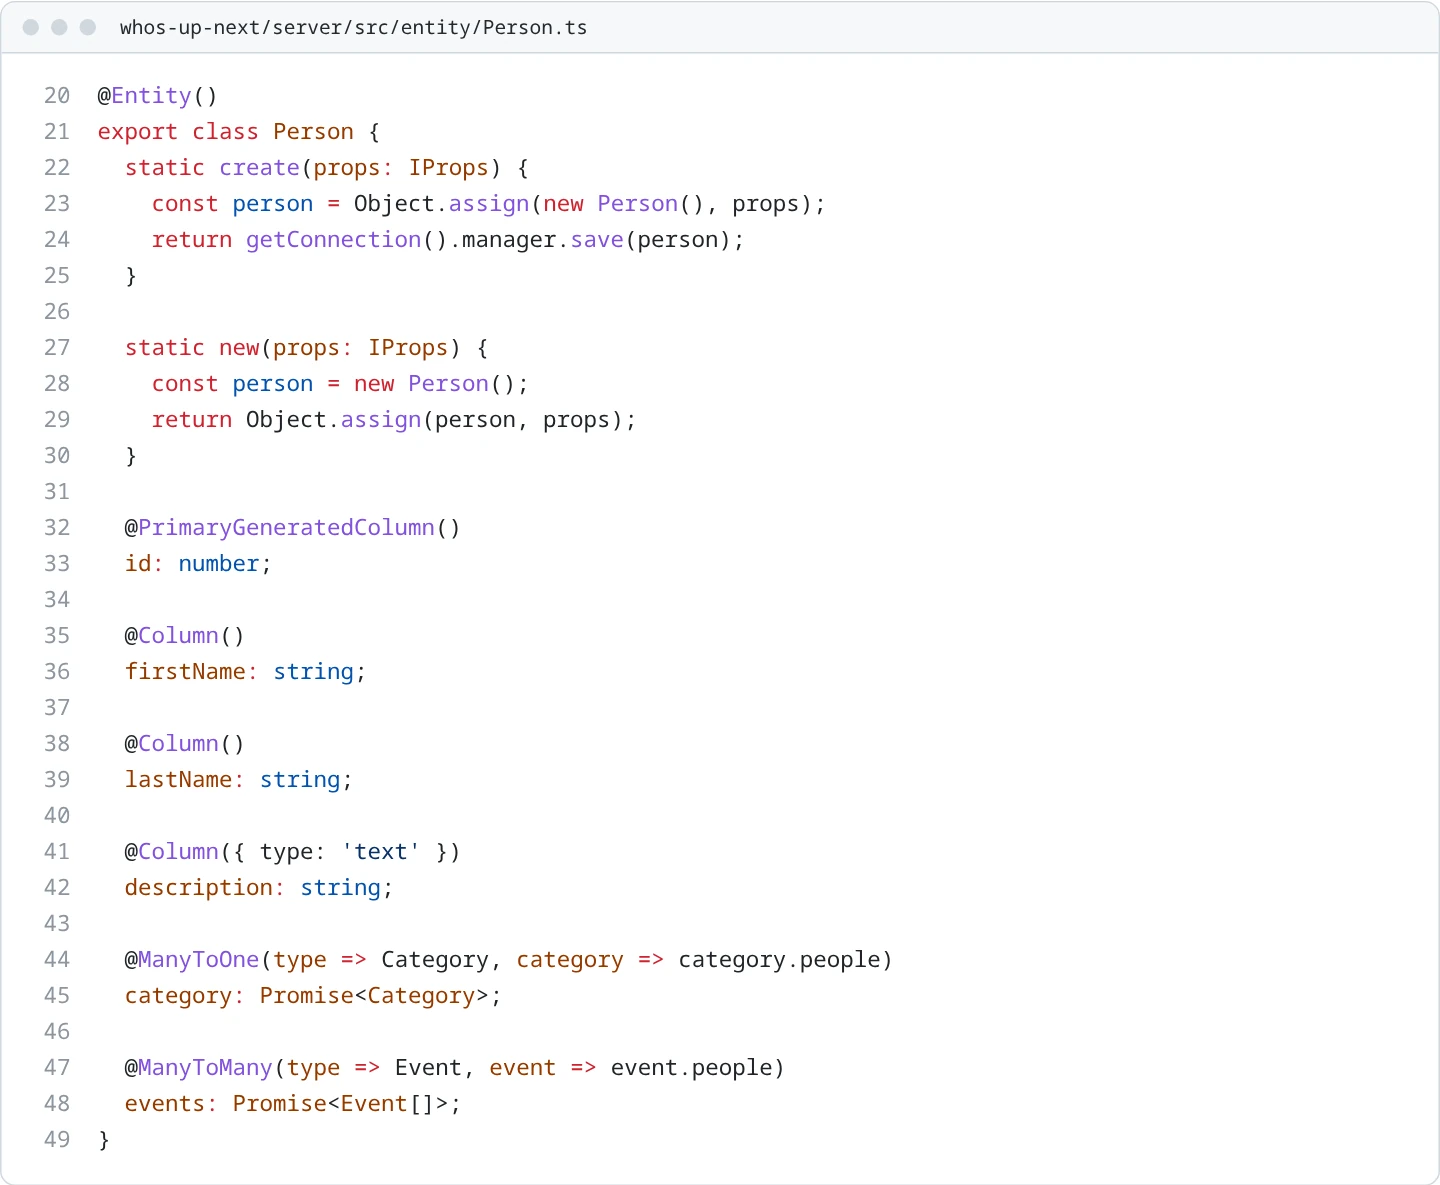 whos-up-next/server/src/entity/Person.ts
20 @Entity()
21 export class Person {
22   static create(props: IProps) {
23     const person = Object.assign(new Person(), props);
24     return getConnection().manager.save(person);
25   }
26
27   static new(props: IProps) {
28     const person = new Person();
29     return Object.assign(person, props);
30   }
31
32   @PrimaryGeneratedColumn()
33   id: number;
34
35   @Column()
36   firstName: string;
37
38   @Column()
39   lastName: string;
40
41   @Column({ type: 'text' })
42   description: string;
43
44   @ManyToOne(type => Category, category => category.people)
45   category: Promise<Category>;
46
47   @ManyToMany(type => Event, event => event.people)
48   events: Promise<Event[]>;
49 }